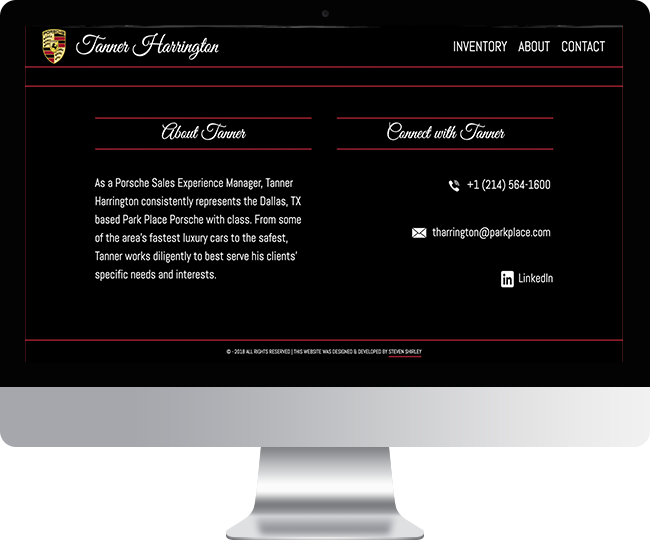 Tanner Harrington
INVENTORY ABOUT CONTACT
About Tanner
As a Porsche Sales Experience Manager, Tanner
Harrington consistently represents the Dallas, TX
based Park Place Porsche with class. From some
of the area's fastest luxury cars to the safest,
Tanner works diligently to best serve his clients'
specific needs and interests.
Connect with Tanner
+1 (214) 564-1600
tharrington@parkplace.com
in LinkedIn
© - 2018 ALL RIGHTS RESERVED | THIS WEBSITE WAS DESIGNED & DEVELOPED BY STEVEN SHIRLEY